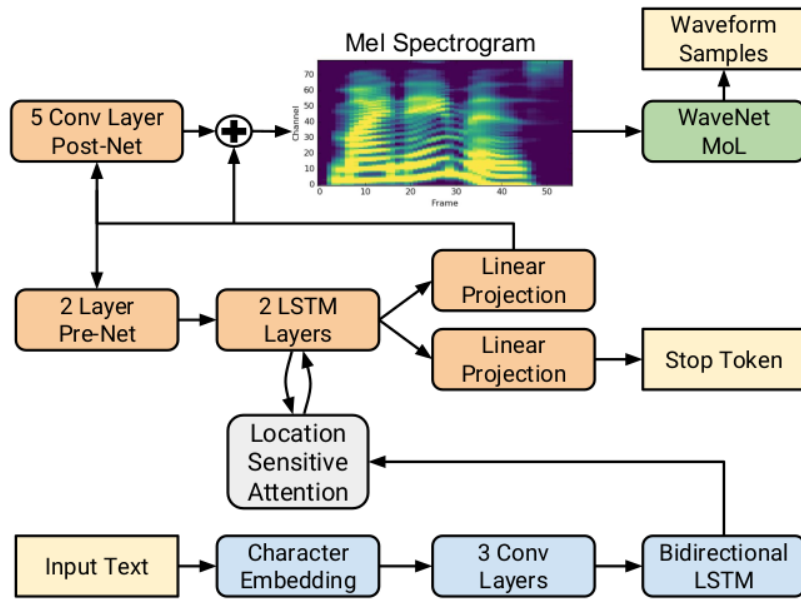 Mel Spectrogram
Waveform
Samples
5 Conv Layer
Post-Net
WaveNet
MoL
Channel
70
60
50
40
30
20
10
0
0 10 20 30 40 50
Frame
2 Layer
Pre-Net
2 LSTM
Layers
Linear
Projection
Linear
Projection
Stop Token
Location
Sensitive
Attention
Input Text
Character
Embedding
3 Conv
Layers
Bidirectional
LSTM